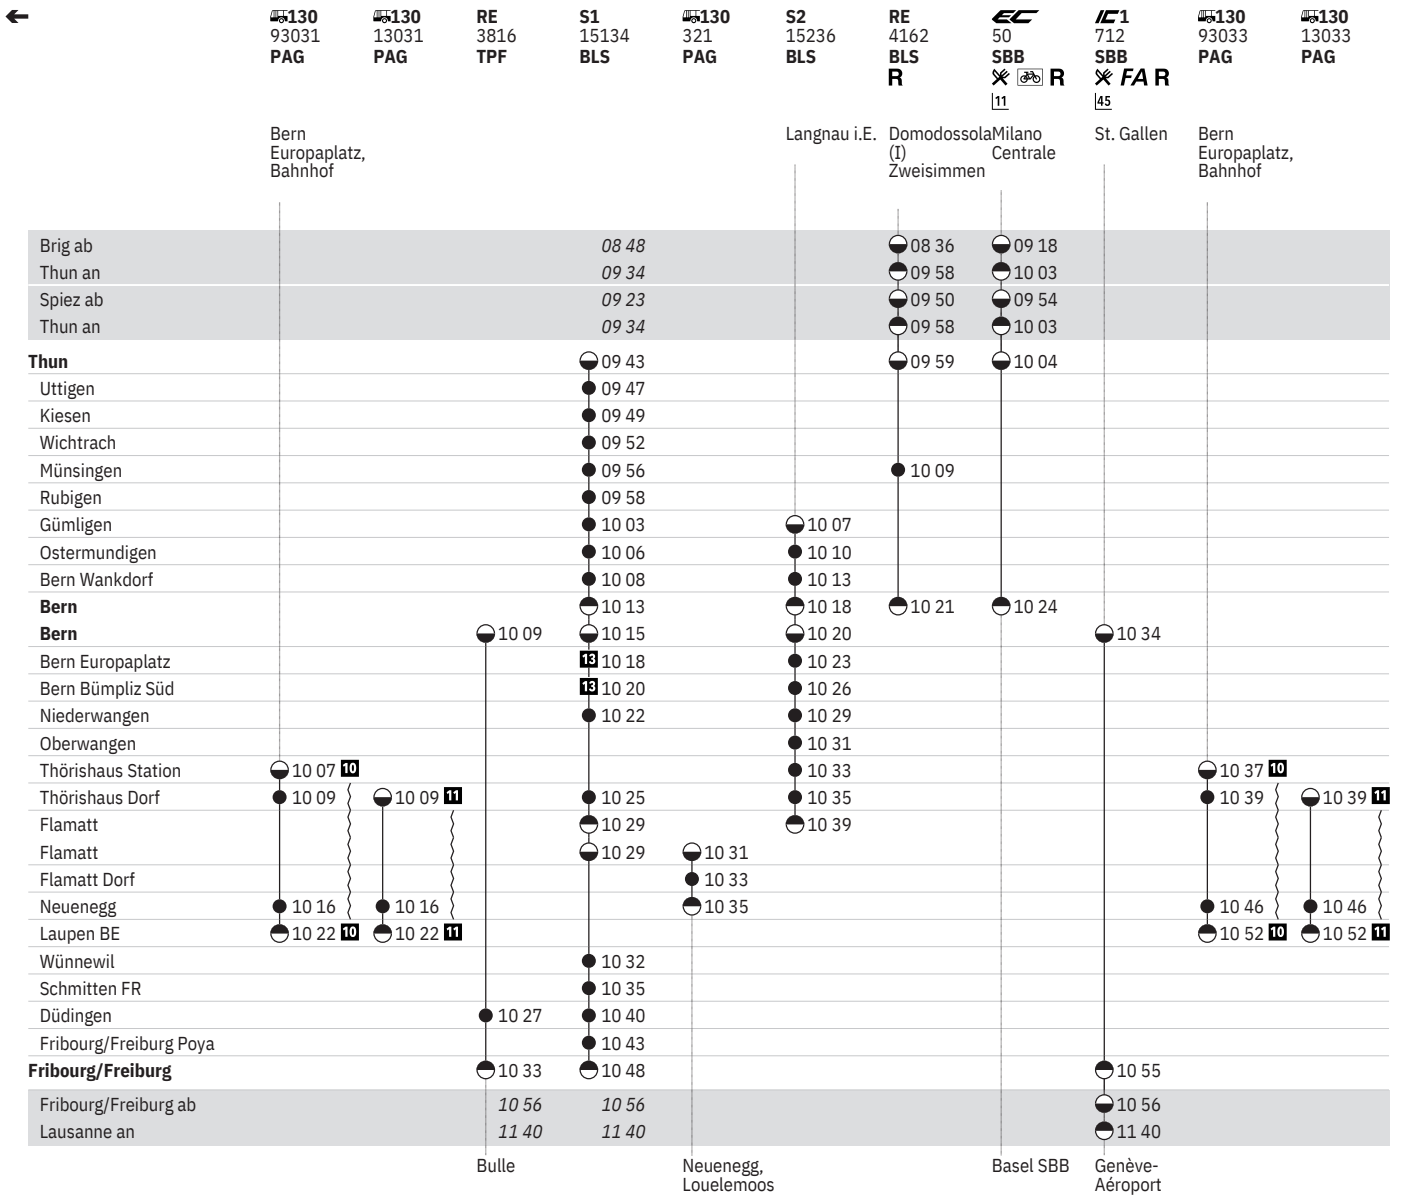 130 130 RE S1 130 S2 RE EC IC 1 130 130
93031 13031 3816 15134 321 15236 4162 50 712 93033 13033
PAG PAG TPF BLS PAG BLS BLS SBB SBB PAG PAG
R R FA R
11 45
Bern Langnau i.E. Domodossola Milano St. Gallen Bern
Europaplatz, (I) Centrale Europaplatz,
Bahnhof Zweisimmen Bahnhof
Brig ab 08 48 08 36 09 18
Thun an 09 34 09 58 10 03
Spiez ab 09 23 09 50 09 54
Thun an 09 34 09 58 10 03
Thun 09 43 09 59 10 04
Uttigen 09 47
Kiesen 09 49
Wichtrach 09 52
Münsingen 09 56 10 09
Rubigen 09 58
Gümligen 10 03 10 07
Ostermundigen 10 06 10 10
Bern Wankdorf 10 08 10 13
Bern 10 13 10 18 10 21 10 24
Bern 10 09 10 15 10 20 10 34
Bern Europaplatz 13 10 18 10 23
Bern Bümpliz Süd 13 10 20 10 26
Niederwangen 10 22 10 29
Oberwangen 10 31
Thörishaus Station 10 07 10 10 33 10 37 10
Thörishaus Dorf 10 09 10 09 11 10 25 10 35 10 39 10 39 11
Flamatt 10 29 10 39
Flamatt 10 29 10 31
Flamatt Dorf 10 33
Neuenegg 10 16 10 16 10 35 10 46 10 46
Laupen BE 10 22 10 10 22 11 10 52 10 10 52 11
Wünnewil 10 32
Schmitten FR 10 35
Düdingen 10 27 10 40
Fribourg/Freiburg Poya 10 43
Fribourg/Freiburg 10 33 10 48 10 55
Fribourg/Freiburg ab 10 56 10 56 10 56
Lausanne an 11 40 11 40 11 40
Bulle Neuenegg, Basel SBB Genève-
Louelemoos Aéroport